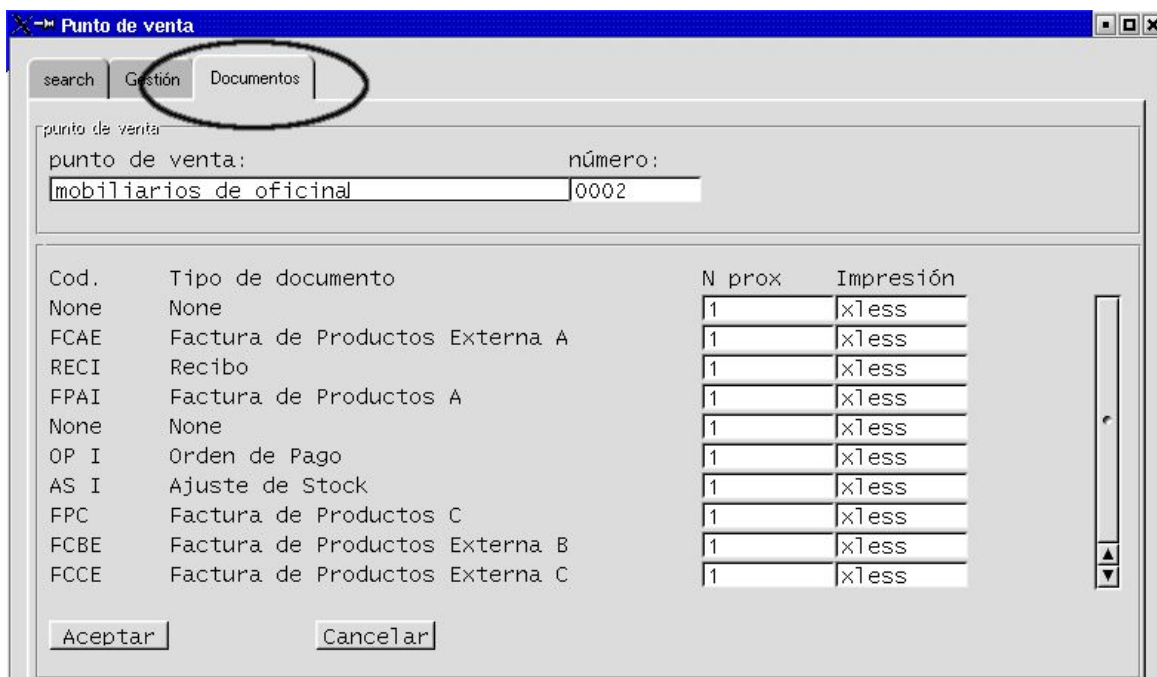 Punto de venta
search Gestión Documentos
punto de venta
punto de venta: número:
mobiliarios de oficina 0002
Cod. Tipo de documento N prox Impresión
None None 1 xless
FCAE Factura de Productos Externa A 1 xless
RECI Recibo 1 xless
FPAI Factura de Productos A 1 xless
None None 1 xless
OP I Orden de Pago 1 xless
AS I Ajuste de Stock 1 xless
FPC Factura de Productos C 1 xless
FCBE Factura de Productos Externa B 1 xless
FCCE Factura de Productos Externa C 1 xless
Aceptar Cancelar